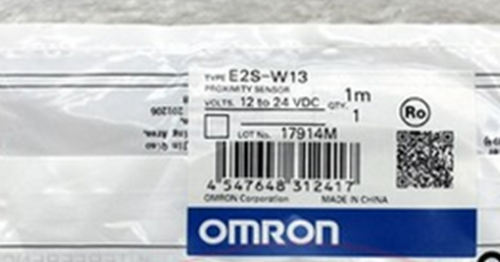 TYPE E2S-W13
PROXIMITY SENSOR
1m
VOLTS. 12 to 24 VDC QTY. 1
LOT No. 17914M
Ro
4 547648 312417
OMRON Corporation MADE IN CHINA
OMRON
201206